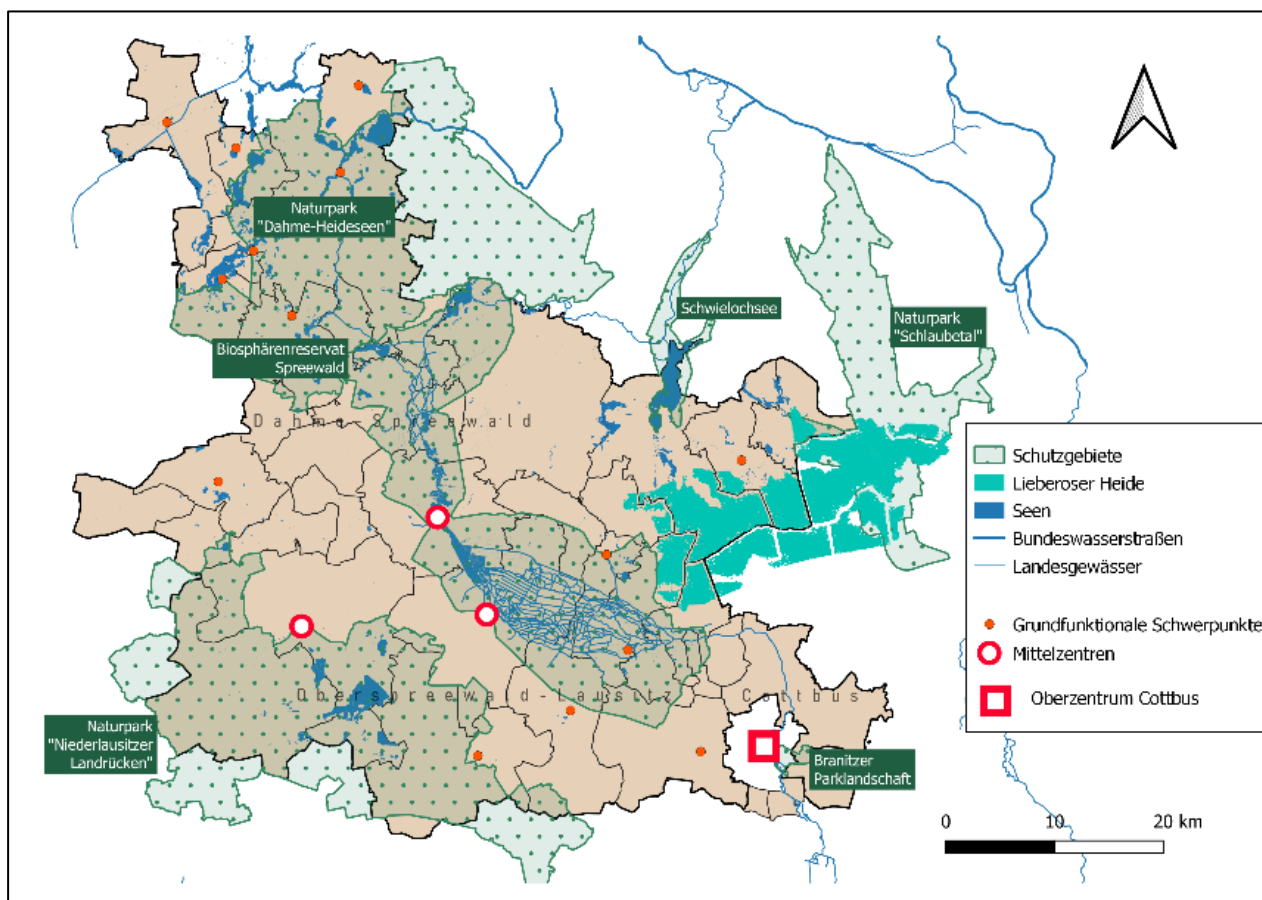 Naturpark
"Dahme-Heideseen"
Schwielochsee
Naturpark
"Schlaubetal"
Biosphärenreservat
Spreewald
Dahme-Spreewald
Schutzgebiete
Lieberoser Heide
Seen
Bundeswasserstraßen
Landesgewässer
Grundfunktionale Schwerpunkte
Mittelzentren
Oberzentrum Cottbus
Oberspreewald-Lausitz
Cottbus
Naturpark
"Niederlausitzer
Landrücken"
Branitzer
Parklandschaft
0 10 20 km